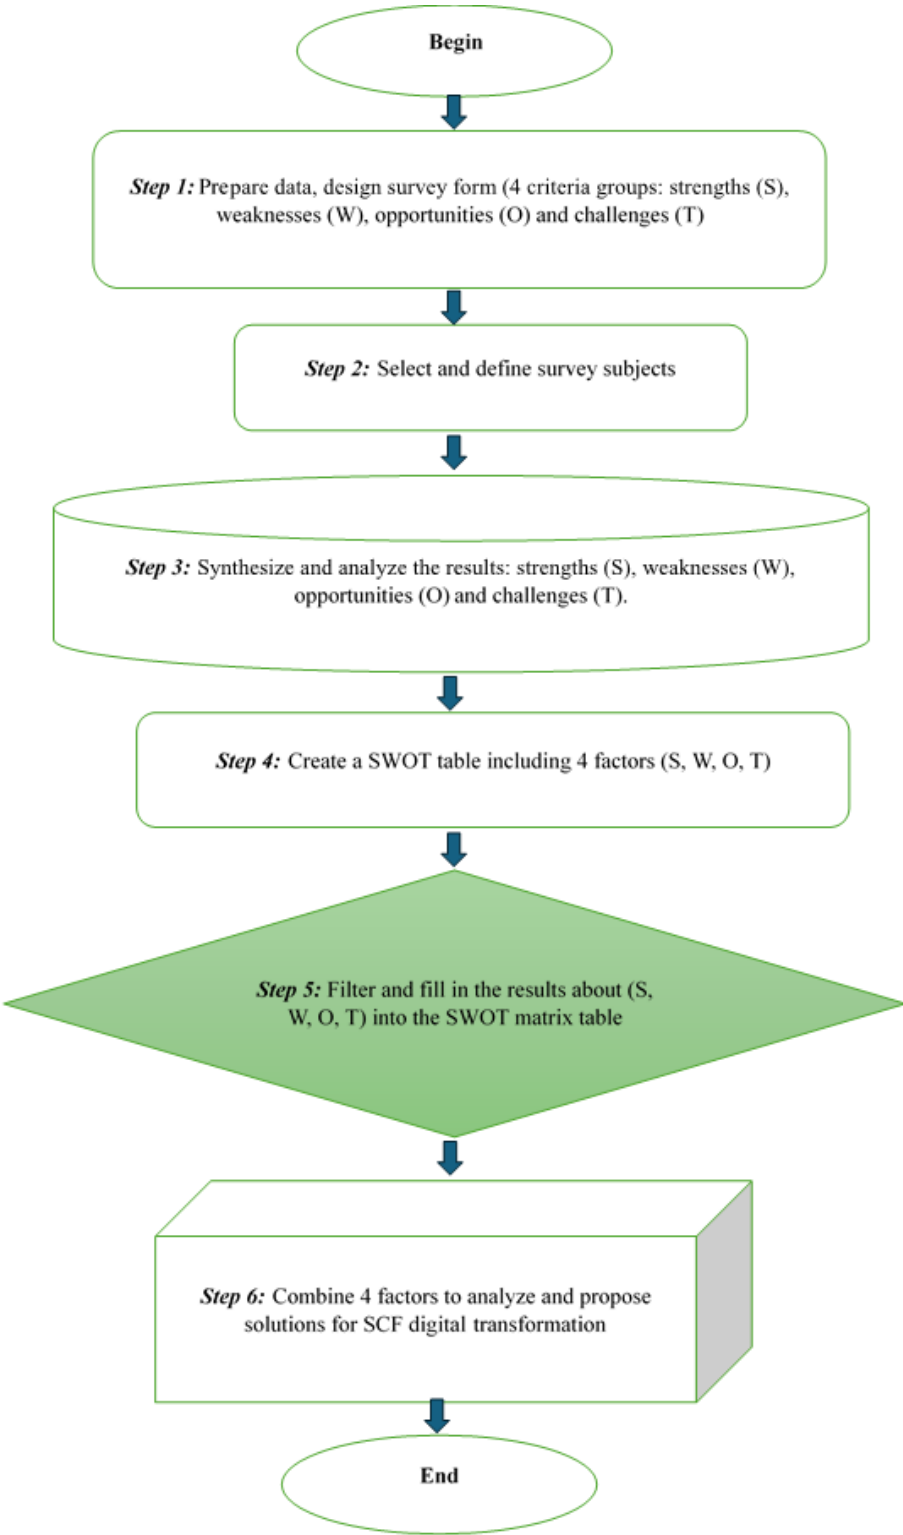 Begin
Step 1: Prepare data, design survey form (4 criteria groups: strengths (S),
weaknesses (W), opportunities (O) and challenges (T)
Step 2: Select and define survey subjects
Step 3: Synthesize and analyze the results: strengths (S), weaknesses (W),
opportunities (O) and challenges (T).
Step 4: Create a SWOT table including 4 factors (S, W, O, T)
Step 5: Filter and fill in the results about (S,
W, O, T) into the SWOT matrix table
Step 6: Combine 4 factors to analyze and propose
solutions for SCF digital transformation
End